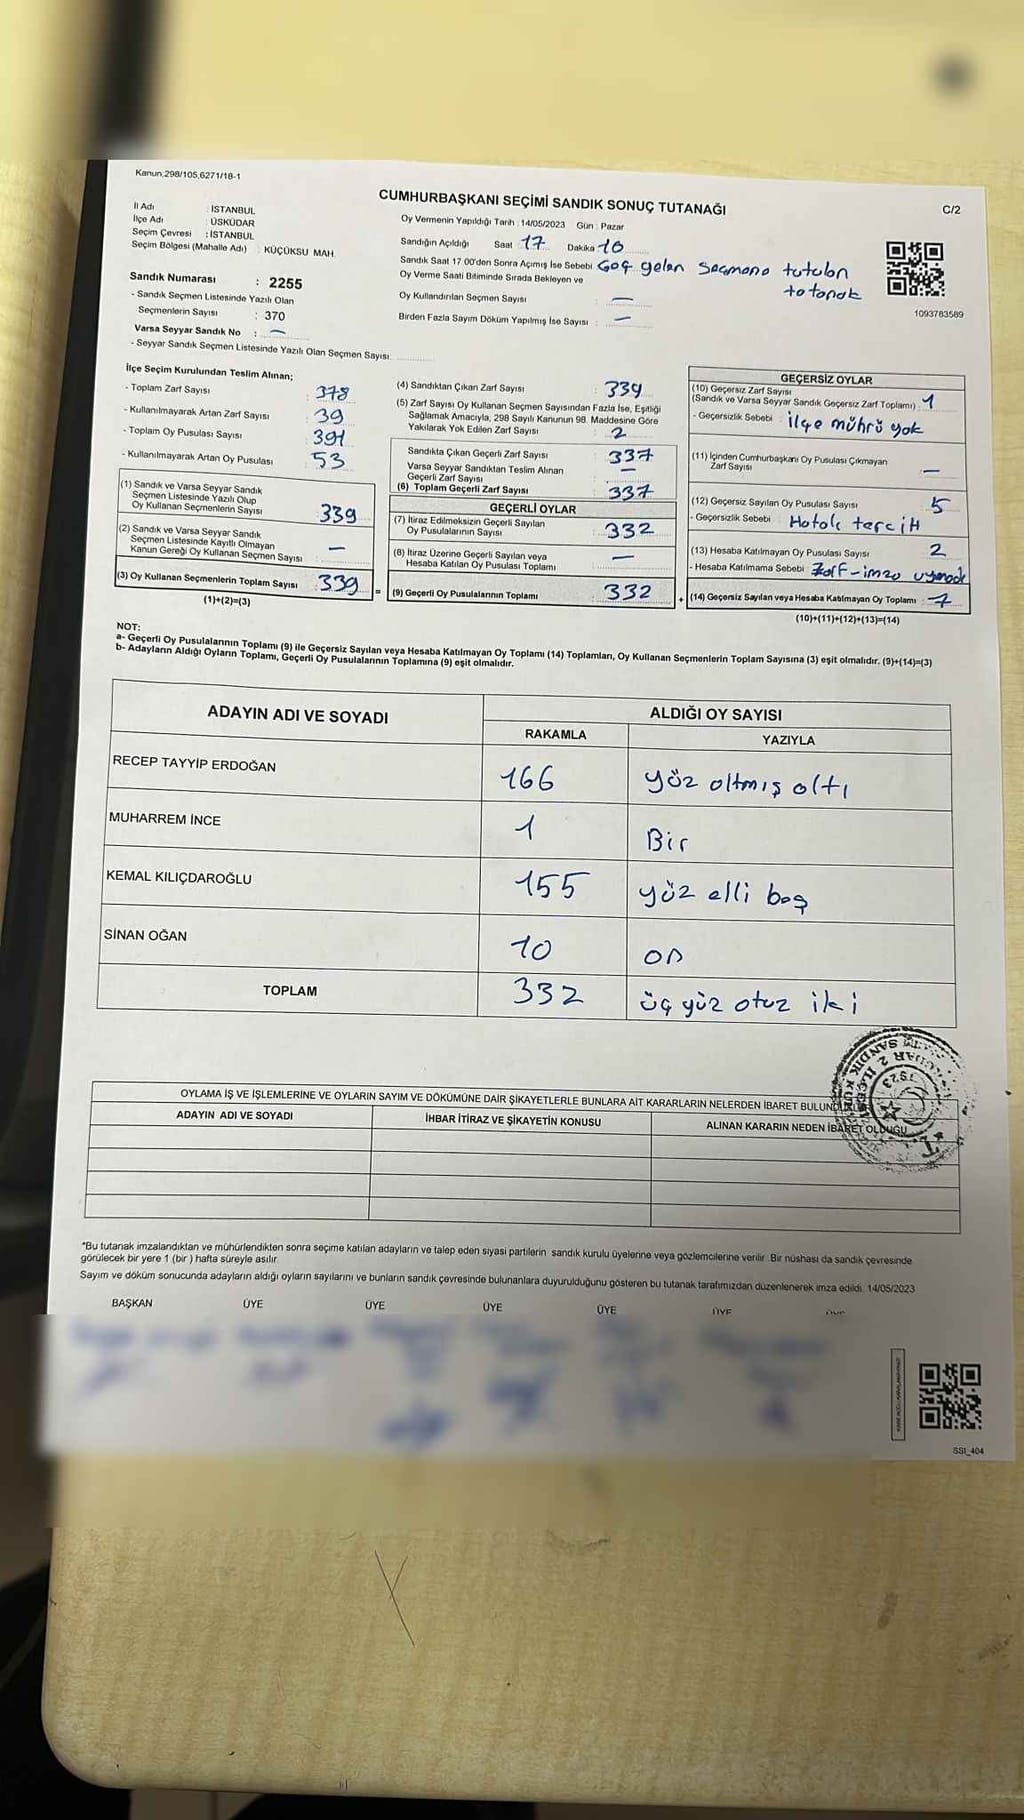 Kanun;298/105,6271/18-1
CUMHURBAŞKANI SEÇİMİ SANDIK SONUÇ TUTANAĞI
C/2
İl Adı : İSTANBUL
İlçe Adı : ÜSKÜDAR
Seçim Çevresi : İSTANBUL
Seçim Bölgesi (Mahalle Adı) : KÜÇÜKSU MAH.
Sandık Numarası : 2255
- Sandık Seçmen Listesinde Yazılı Olan
Seçmenlerin Sayısı : 370
Varsa Seyyar Sandık No : —
- Seyyar Sandık Seçmen Listesinde Yazılı Olan Seçmen Sayısı:
Oy Vermenin Yapıldığı Tarih : 14/05/2023 Gün : Pazar
Sandığın Açıldığı Saat 17 Dakika 10
Sandık Saat 17.00'den Sonra Açımış İse Sebebi Geç gelen seçmene tutulan
tutanak
Oy Verme Saati Bitiminde Sırada Bekleyen ve
Oy Kullandırılan Seçmen Sayısı : —
Birden Fazla Sayım Döküm Yapılmış İse Sayısı : —
1093783589
İlçe Seçim Kurulundan Teslim Alınan;
- Toplam Zarf Sayısı : 378
- Kullanılmayarak Artan Zarf Sayısı : 39
- Toplam Oy Pusulası Sayısı : 391
- Kullanılmayarak Artan Oy Pusulası : 53
(1) Sandık ve Varsa Seyyar Sandık
Seçmen Listesinde Yazılı Olup
Oy Kullanan Seçmenlerin Sayısı : 339
(2) Sandık ve Varsa Seyyar Sandık
Seçmen Listesinde Kayıtlı Olmayan
Kanun Gereği Oy Kullanan Seçmen Sayısı : —
(3) Oy Kullanan Seçmenlerin Toplam Sayısı : 339
(1)+(2)=(3)
(4) Sandıktan Çıkan Zarf Sayısı : 339
(5) Zarf Sayısı Oy Kullanan Seçmen Sayısından Fazla İse, Eşitliği
Sağlamak Amacıyla, 298 Sayılı Kanunun 98. Maddesine Göre
Yakılarak Yok Edilen Zarf Sayısı : 2
Sandıkta Çıkan Geçerli Zarf Sayısı : 337
Varsa Seyyar Sandıktan Teslim Alınan
Geçerli Zarf Sayısı : —
(6) Toplam Geçerli Zarf Sayısı : 337
GEÇERLİ OYLAR
(7) İtiraz Edilmeksizin Geçerli Sayılan
Oy Pusulalarının Sayısı : 332
(8) İtiraz Üzerine Geçerli Sayılan veya
Hesaba Katılan Oy Pusulası Toplamı : —
= (9) Geçerli Oy Pusulalarının Toplamı : 332
GEÇERSİZ OYLAR
(10) Geçersiz Zarf Sayısı
(Sandık ve Varsa Seyyar Sandık Geçersiz Zarf Toplamı) : 1
- Geçersizlik Sebebi : ilçe mührü yok
(11) İçinden Cumhurbaşkanı Oy Pusulası Çıkmayan
Zarf Sayısı : —
(12) Geçersiz Sayılan Oy Pusulası Sayısı : 5
- Geçersizlik Sebebi : Hatalı tercih
(13) Hesaba Katılmayan Oy Pusulası Sayısı : 2
- Hesaba Katılmama Sebebi : Zarf-imza uymadı
+ (14) Geçersiz Sayılan veya Hesaba Katılmayan Oy Toplamı : 7
(10)+(11)+(12)+(13)=(14)
NOT:
a- Geçerli Oy Pusulalarının Toplamı (9) ile Geçersiz Sayılan veya Hesaba Katılmayan Oy Toplamı (14) Toplamları, Oy Kullanan Seçmenlerin Toplam Sayısına (3) eşit olmalıdır. (9)+(14)=(3)
b- Adayların Aldığı Oyların Toplamı, Geçerli Oy Pusulalarının Toplamına (9) eşit olmalıdır.
ADAYIN ADI VE SOYADI ALDIĞI OY SAYISI
RAKAMLA YAZIYLA
RECEP TAYYİP ERDOĞAN 166 yüz altmış altı
MUHARREM İNCE 1 Bir
KEMAL KILIÇDAROĞLU 155 yüz elli beş
SİNAN OĞAN 10 on
TOPLAM 332 üç yüz otuz iki
OYLAMA İŞ VE İŞLEMLERİNE VE OYLARIN SAYIM VE DÖKÜMÜNE DAİR ŞİKAYETLERLE BUNLARA AİT KARARLARIN NELERDEN İBARET
ADAYIN ADI VE SOYADI İHBAR İTİRAZ VE ŞİKAYETİN KONUSU ALINAN KARARIN NEDEN İBARET OLDUĞU
*Bu tutanak imzalandıktan ve mühürlendikten sonra seçime katılan adayların ve talep eden siyasi partilerin sandık kurulu üyelerine veya gözlemcilerine verilir. Bir nüshası da sandık çevresinde
görülecek bir yere 1 (bir) hafta süreyle asılır.
Sayım ve döküm sonucunda adayların aldığı oyların sayılarını ve bunların sandık çevresinde bulunanlara duyurulduğunu gösteren bu tutanak tarafımızdan düzenlenerek imza edildi. 14/05/2023
BAŞKAN ÜYE ÜYE ÜYE ÜYE ÜYE
SSI_404